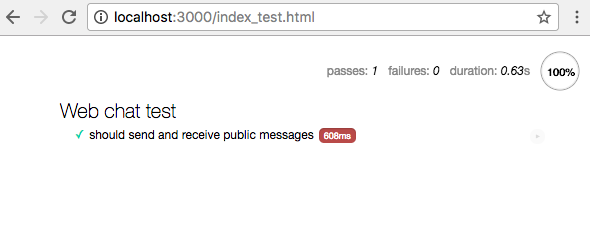 localhost:3000/index_test.html
passes: 1 failures: 0 duration: 0.63s 100%
Web chat test
✓ should send and receive public messages 608ms